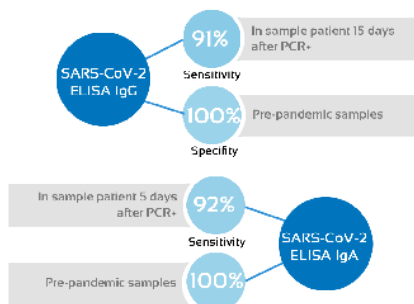 91%
In sample patient 15 days
after PCR+
Sensitivity
SARS-CoV-2
ELISA IgG
100%
Pre-pandemic samples
Specifity
In sample patient 5 days
after PCR+
92%
Sensitivity
SARS-CoV-2
ELISA IgA
Pre-pandemic samples
100%